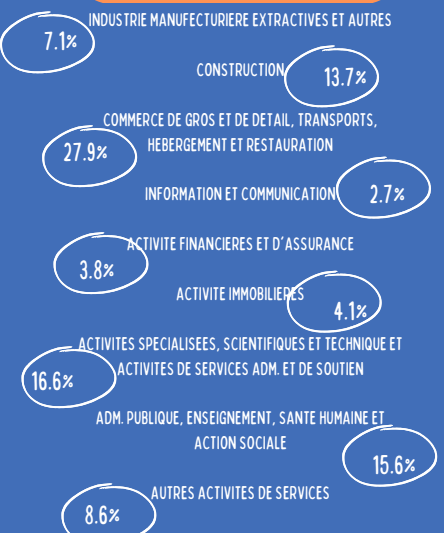 INDUSTRIE MANUFECTURIERE EXTRACTIVES ET AUTRES
7.1%
CONSTRUCTION
13.7%
COMMERCE DE GROS ET DE DETAIL, TRANSPORTS,
HEBERGEMENT ET RESTAURATION
27.9%
INFORMATION ET COMMUNICATION
2.7%
ACTIVITE FINANCIERES ET D'ASSURANCE
3.8%
ACTIVITE IMMOBILIERES
4.1%
ACTIVITES SPECIALISEES, SCIENTIFIQUES ET TECHNIQUE ET
ACTIVITES DE SERVICES ADM. ET DE SOUTIEN
16.6%
ADM. PUBLIQUE, ENSEIGNEMENT, SANTE HUMAINE ET
ACTION SOCIALE
15.6%
AUTRES ACTIVITES DE SERVICES
8.6%